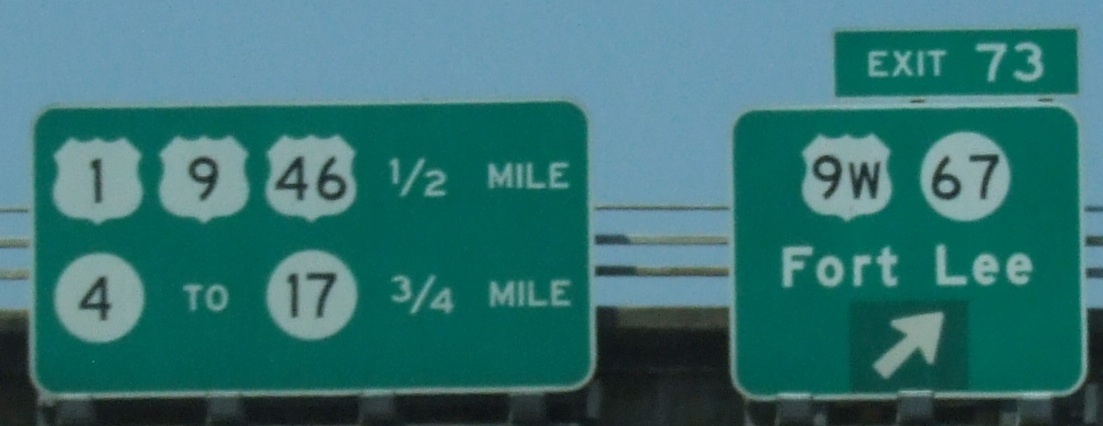 1 9 46 1/2 MILE
4 TO 17 3/4 MILE
EXIT 73
9W 67
Fort Lee